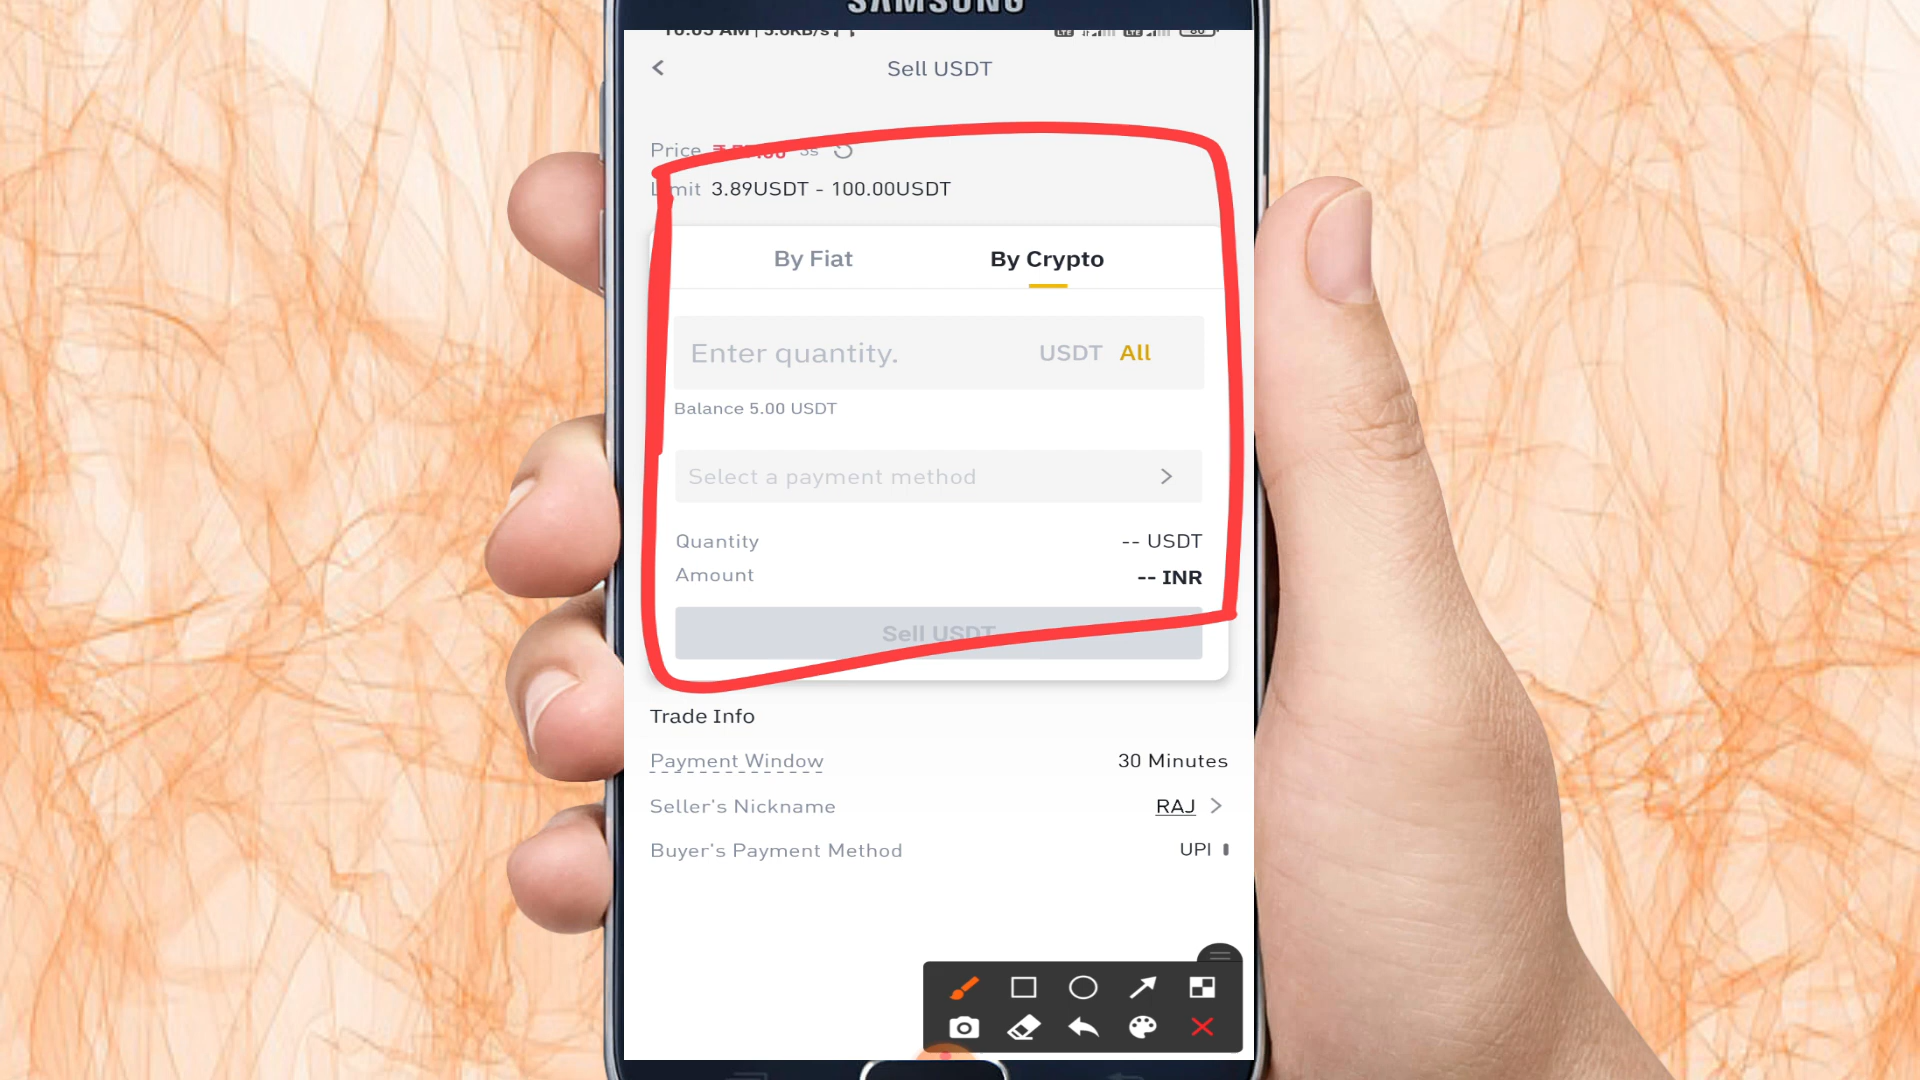 SAMSUNG
Sell USDT
Price 3s
Limit 3.89USDT - 100.00USDT
By Fiat By Crypto
Enter quantity. USDT All
Balance 5.00 USDT
Select a payment method
Quantity -- USDT
Amount -- INR
Sell USDT
Trade Info
Payment Window 30 Minutes
Seller's Nickname RAJ
Buyer's Payment Method UPI